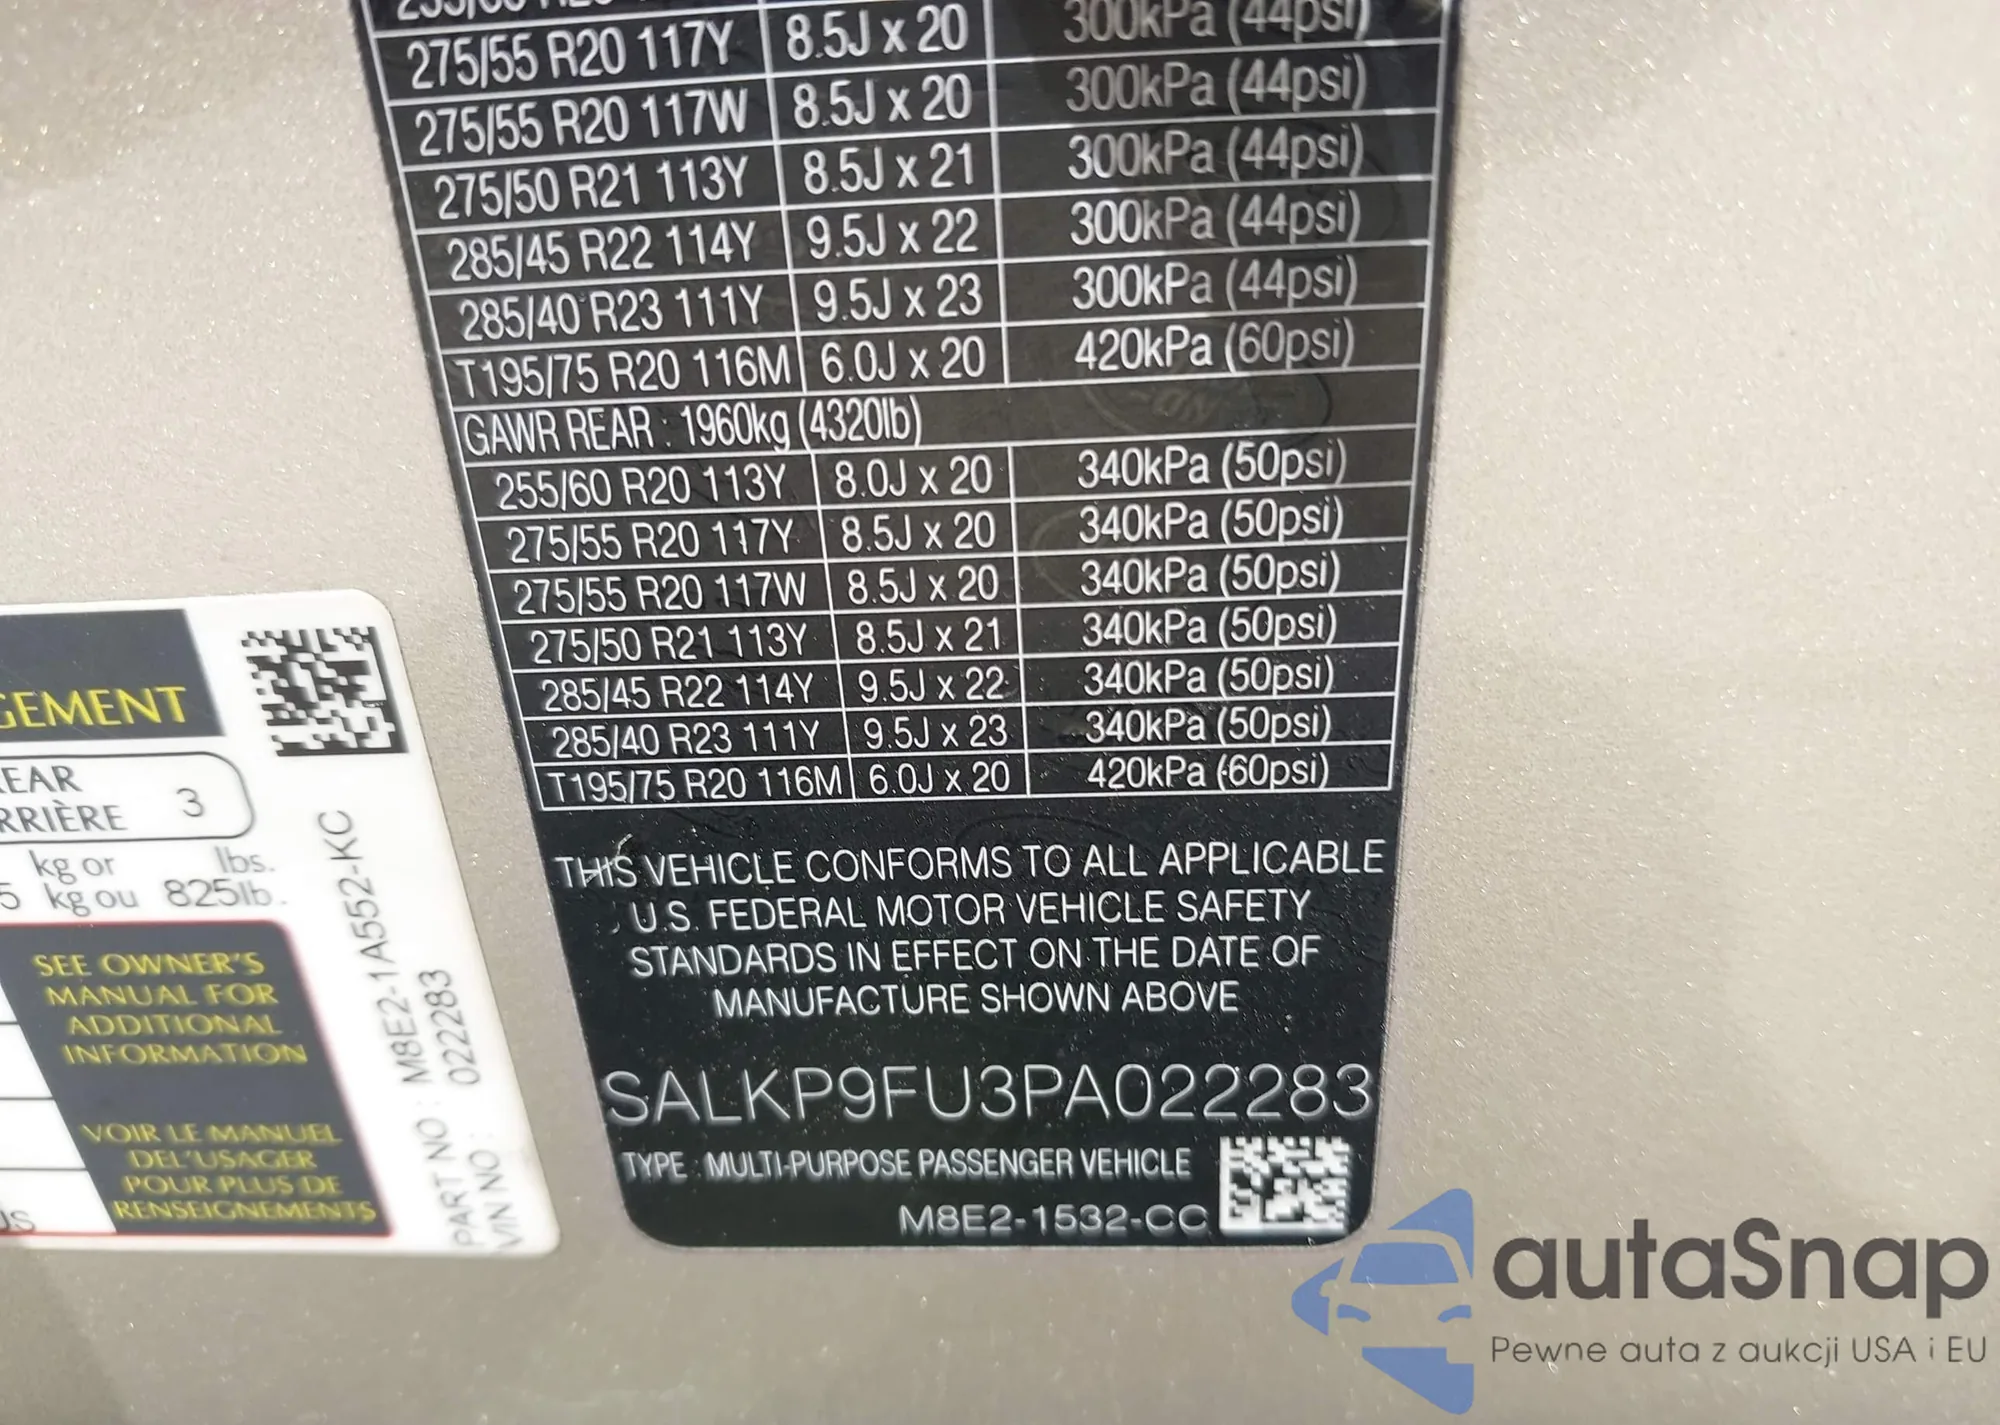 275/55 R20 117Y 8.5J x 20 300kPa (44psi)
275/55 R20 117W 8.5J x 20 300kPa (44psi)
275/50 R21 113Y 8.5J x 21 300kPa (44psi)
285/45 R22 114Y 9.5J x 22 300kPa (44psi)
285/40 R23 111Y 9.5J x 23 300kPa (44psi)
T195/75 R20 116M 6.0J x 20 420kPa (60psi)
GAWR REAR : 1960kg (4320lb)
255/60 R20 113Y 8.0J x 20 340kPa (50psi)
275/55 R20 117Y 8.5J x 20 340kPa (50psi)
275/55 R20 117W 8.5J x 20 340kPa (50psi)
275/50 R21 113Y 8.5J x 21 340kPa (50psi)
285/45 R22 114Y 9.5J x 22 340kPa (50psi)
285/40 R23 111Y 9.5J x 23 340kPa (50psi)
T195/75 R20 116M 6.0J x 20 420kPa (60psi)
THIS VEHICLE CONFORMS TO ALL APPLICABLE
U.S. FEDERAL MOTOR VEHICLE SAFETY
STANDARDS IN EFFECT ON THE DATE OF
MANUFACTURE SHOWN ABOVE
SALKP9FU3PA022283
TYPE : MULTI-PURPOSE PASSENGER VEHICLE
M8E2-1532-CC
GEMENT
REAR
RRIÈRE 3
kg or lbs.
5 kg ou 825lb.
SEE OWNER'S
MANUAL FOR
ADDITIONAL
INFORMATION
VOIR LE MANUEL
DEL'USAGER
POUR PLUS DE
RENSEIGNEMENTS
PART NO : M8E2-1A552-KC
VIN NO : 022283
autaSnap
Pewne auta z aukcji USA i EU